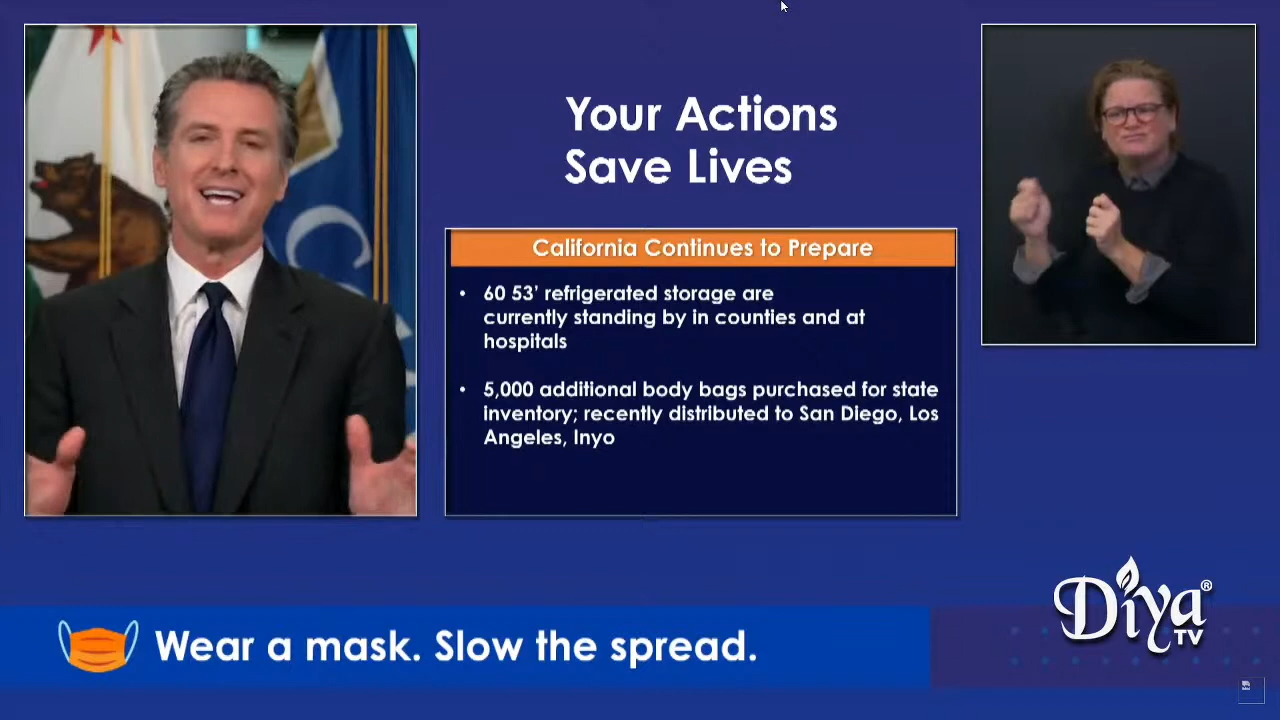 Your Actions
Save Lives
California Continues to Prepare
• 60 53’ refrigerated storage are
currently standing by in counties and at
hospitals
• 5,000 additional body bags purchased for state
inventory; recently distributed to San Diego, Los
Angeles, Inyo
Wear a mask. Slow the spread.
Diya®
TV